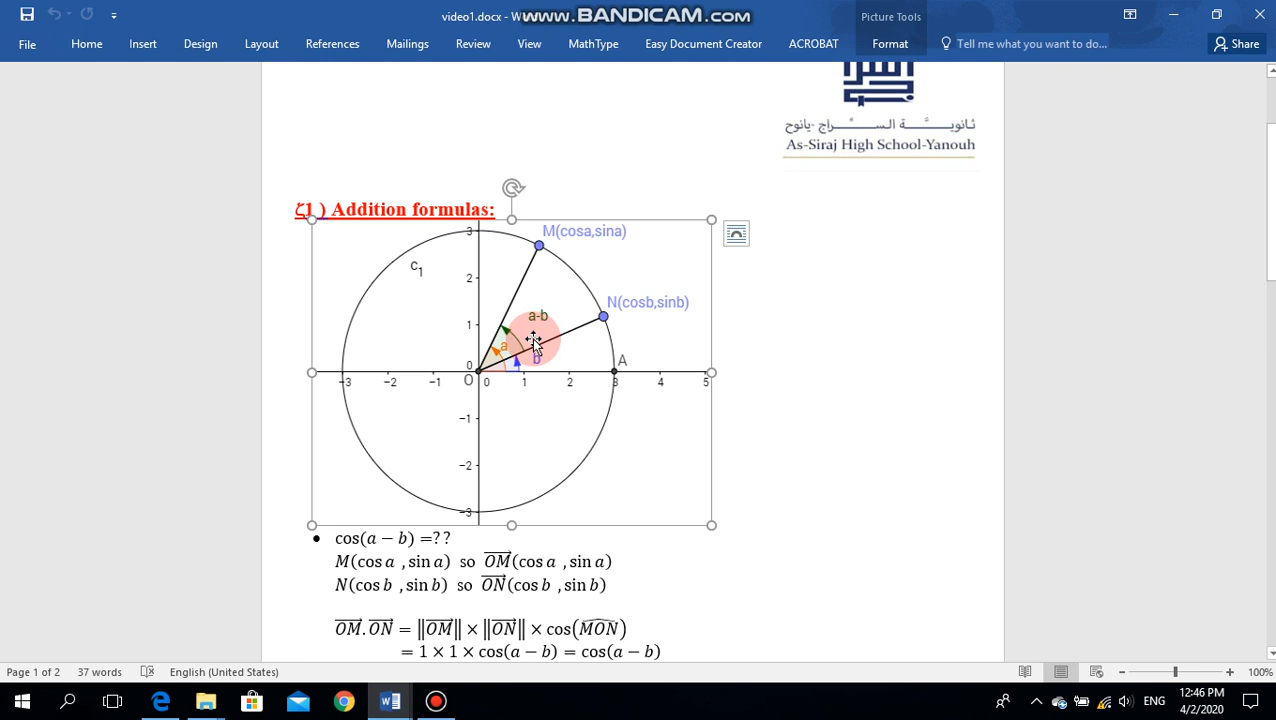 video1.docx - W
www.BANDICAM.com
Picture Tools
File Home Insert Design Layout References Mailings Review View MathType Easy Document Creator ACROBAT Format Tell me what you want to do... Share
ثانويــــة السـراج -يانوح
As-Siraj High School-Yanouh
ζ1 ) Addition formulas:
M(cosa,sina)
3
c1
2
N(cosb,sinb)
a-b
1
a
b
A
0
O
−3 −2 −1 0 1 2 3 4 5
−1
−2
−3
• cos(a − b) =??
M(cos a , sin a) so OM→(cos a , sin a)
N(cos b , sin b) so ON→(cos b , sin b)
OM→.ON→ = ‖OM→‖ × ‖ON→‖ × cos(M͡ON)
= 1 × 1 × cos(a − b) = cos(a − b)
Page 1 of 2 37 words English (United States) 100%
ENG
12:46 PM
4/2/2020